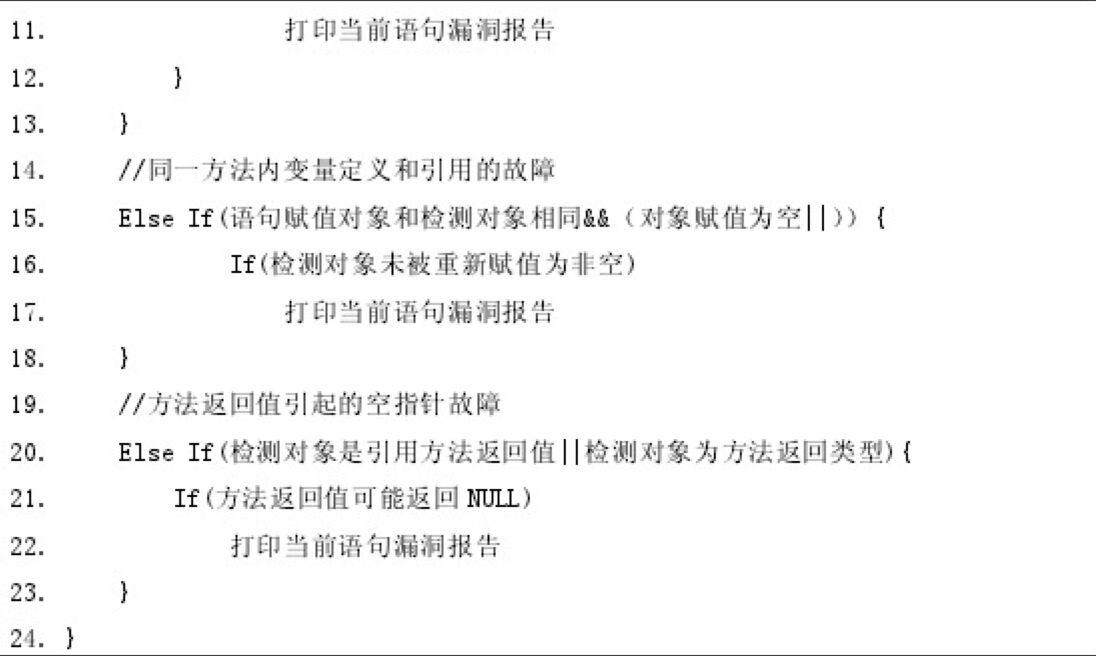 11. 打印当前语句漏洞报告
12. }
13. }
14. //同一方法内变量定义和引用的故障
15. Else If(语句赋值对象和检测对象相同&&（对象赋值为空||)) {
16. If(检测对象未被重新赋值为非空)
17. 打印当前语句漏洞报告
18. }
19. //方法返回值引起的空指针故障
20. Else If(检测对象是引用方法返回值||检测对象为方法返回类型){
21. If(方法返回值可能返回 NULL)
22. 打印当前语句漏洞报告
23. }
24. }